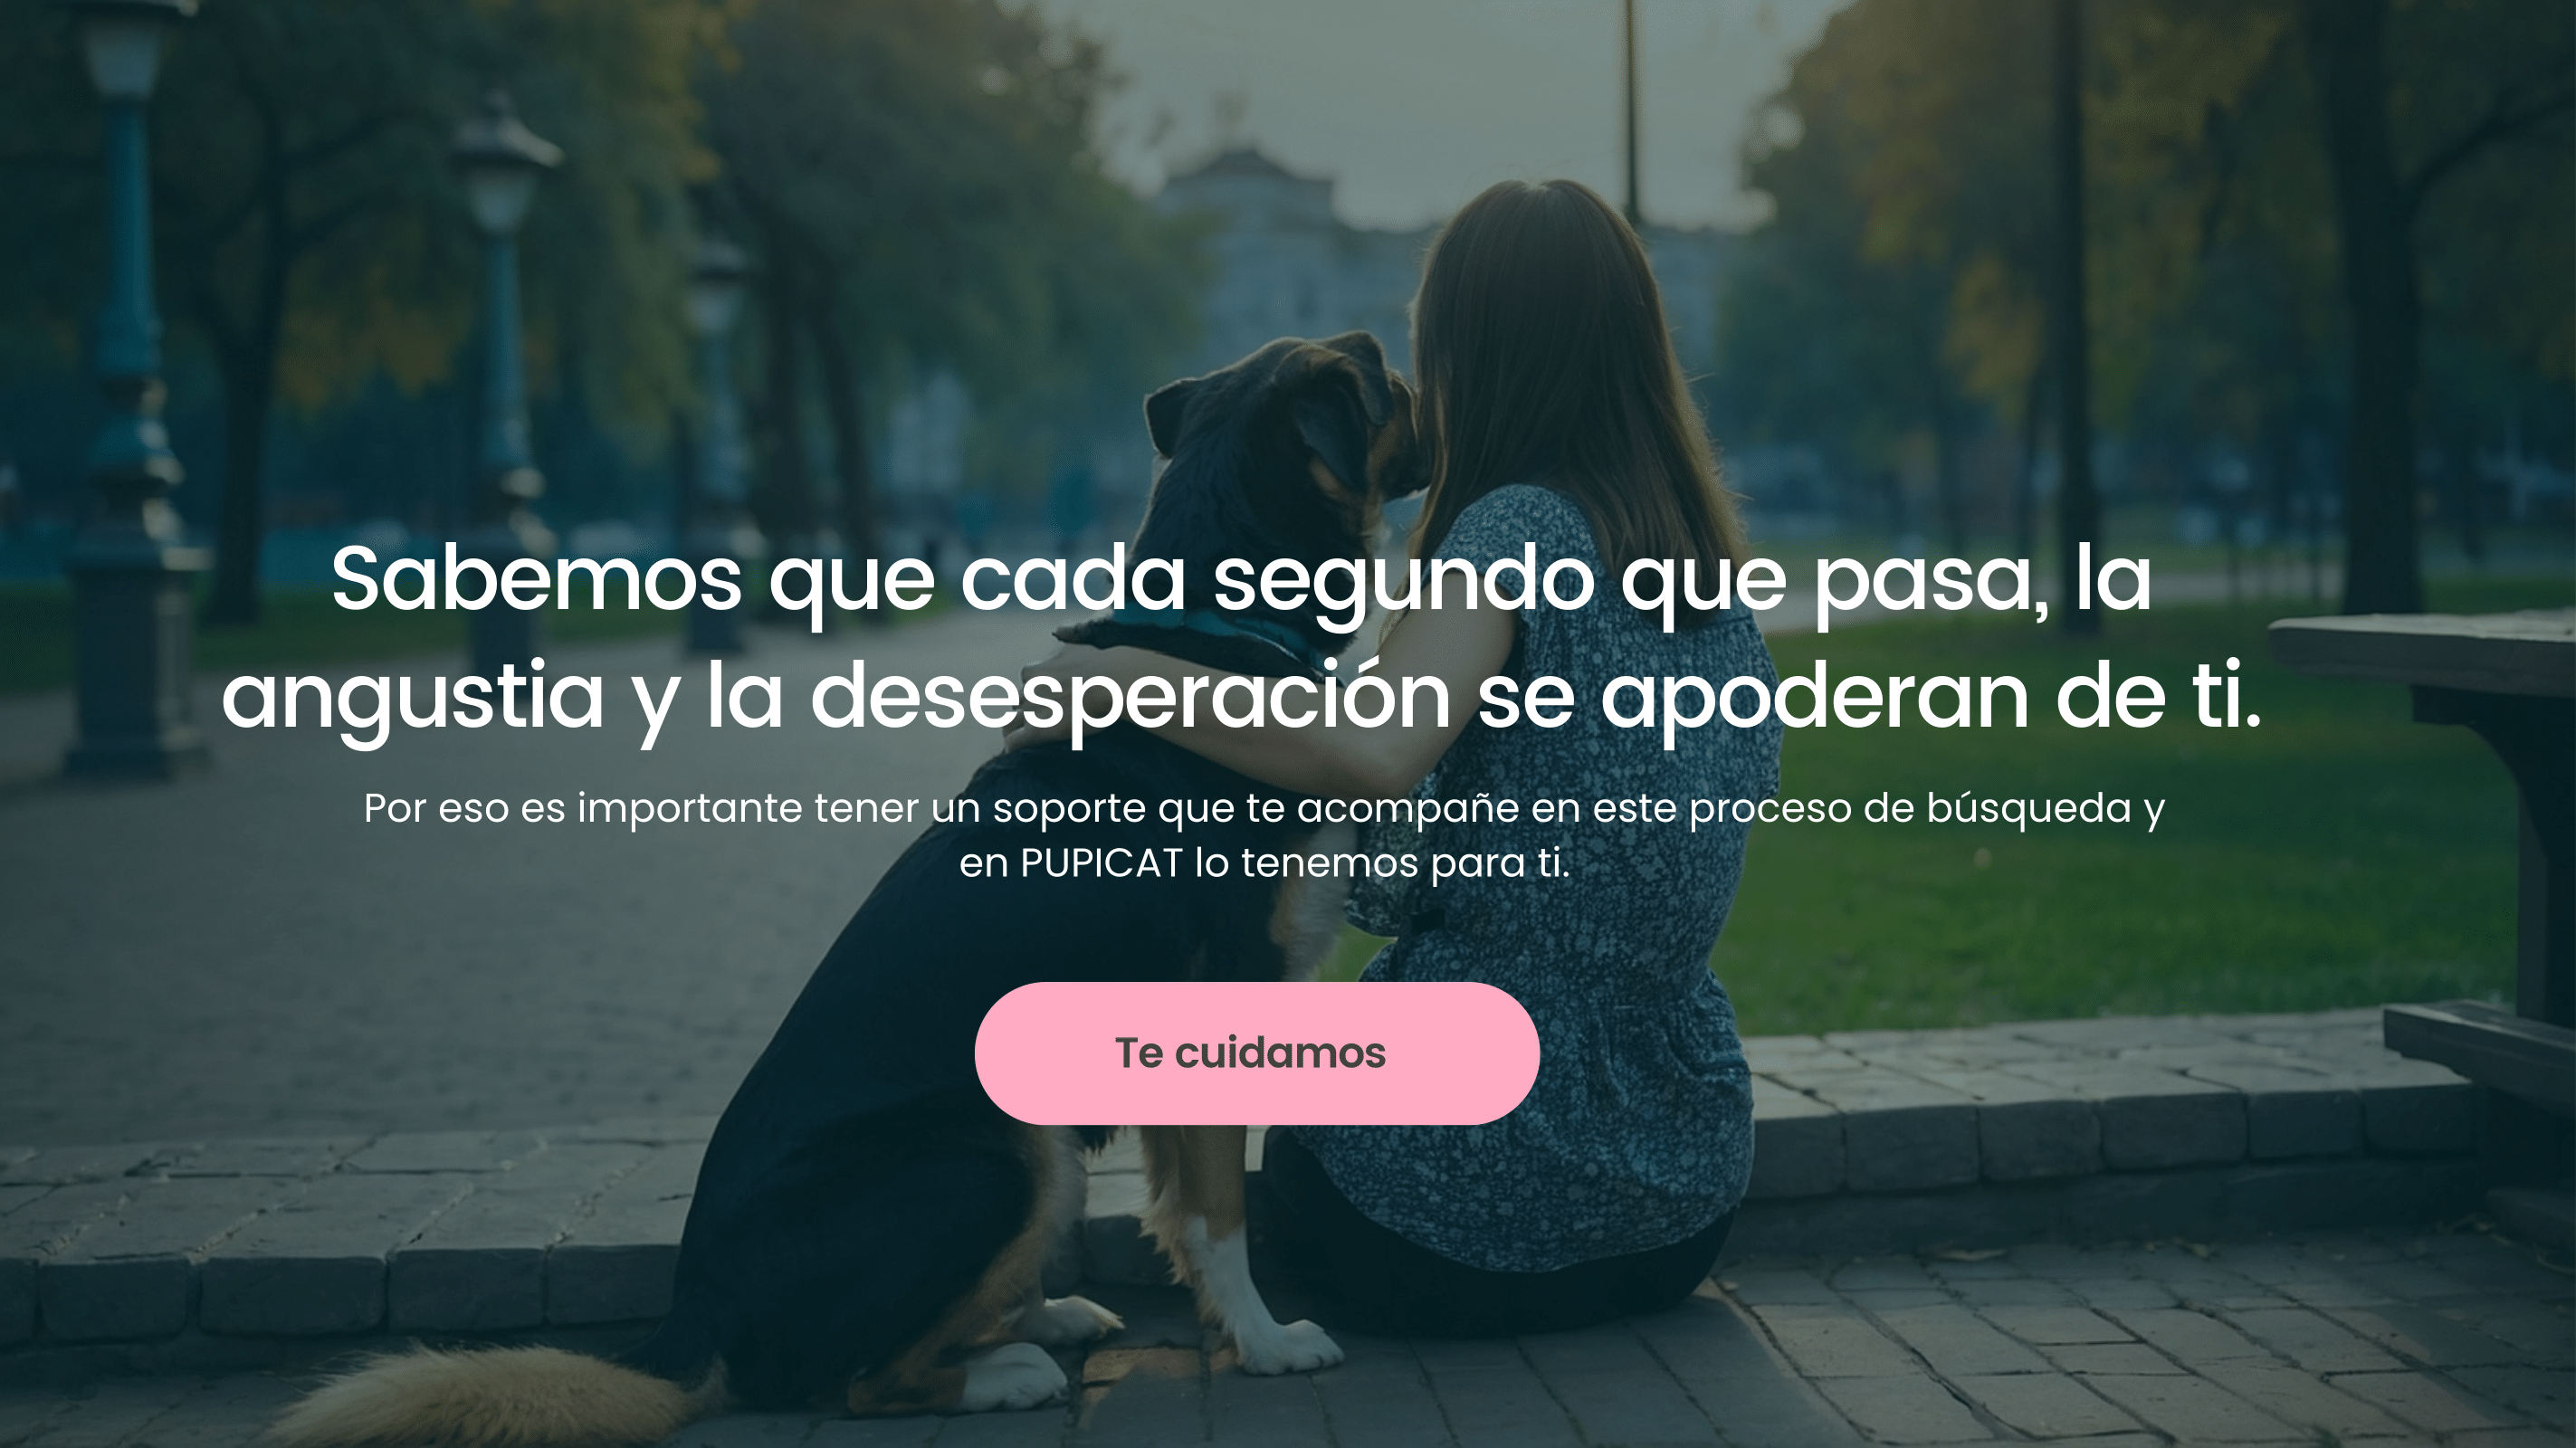 Sabemos que cada segundo que pasa, la
angustia y la desesperación se apoderan de ti.
Por eso es importante tener un soporte que te acompañe en este proceso de búsqueda y
en PUPICAT lo tenemos para ti.
Te cuidamos